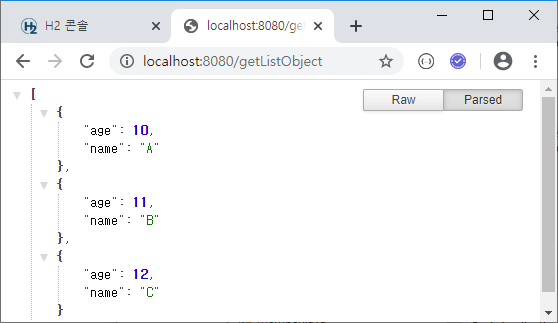 H2 콘솔
localhost:8080/get
localhost:8080/getListObject
Raw
Parsed
[
{
"age": 10,
"name": "A"
},
{
"age": 11,
"name": "B"
},
{
"age": 12,
"name": "C"
}